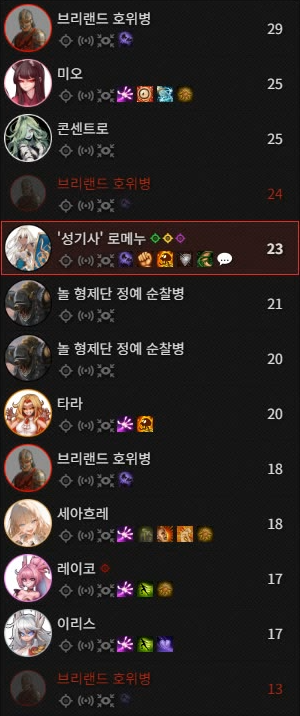 브리랜드 호위병 29
미오 25
콘센트로 25
브리랜드 호위병 24
'성기사' 로메누 23
놀 형제단 정예 순찰병 21
놀 형제단 정예 순찰병 20
타라 20
브리랜드 호위병 18
세아흐레 18
레이코 17
이리스 17
브리랜드 호위병 13